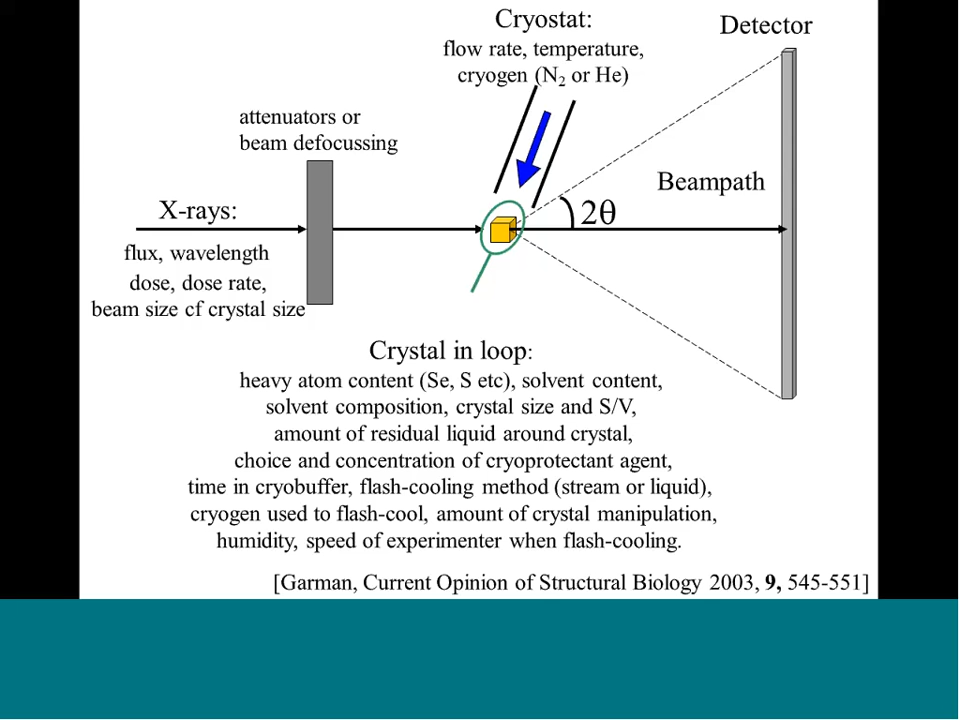 Cryostat:
flow rate, temperature,
cryogen (N₂ or He)
Detector
attenuators or
beam defocussing
Beampath
X-rays:
2θ
flux, wavelength
dose, dose rate,
beam size cf crystal size
Crystal in loop:
heavy atom content (Se, S etc), solvent content,
solvent composition, crystal size and S/V,
amount of residual liquid around crystal,
choice and concentration of cryoprotectant agent,
time in cryobuffer, flash-cooling method (stream or liquid),
cryogen used to flash-cool, amount of crystal manipulation,
humidity, speed of experimenter when flash-cooling.
[Garman, Current Opinion of Structural Biology 2003, 9, 545-551]